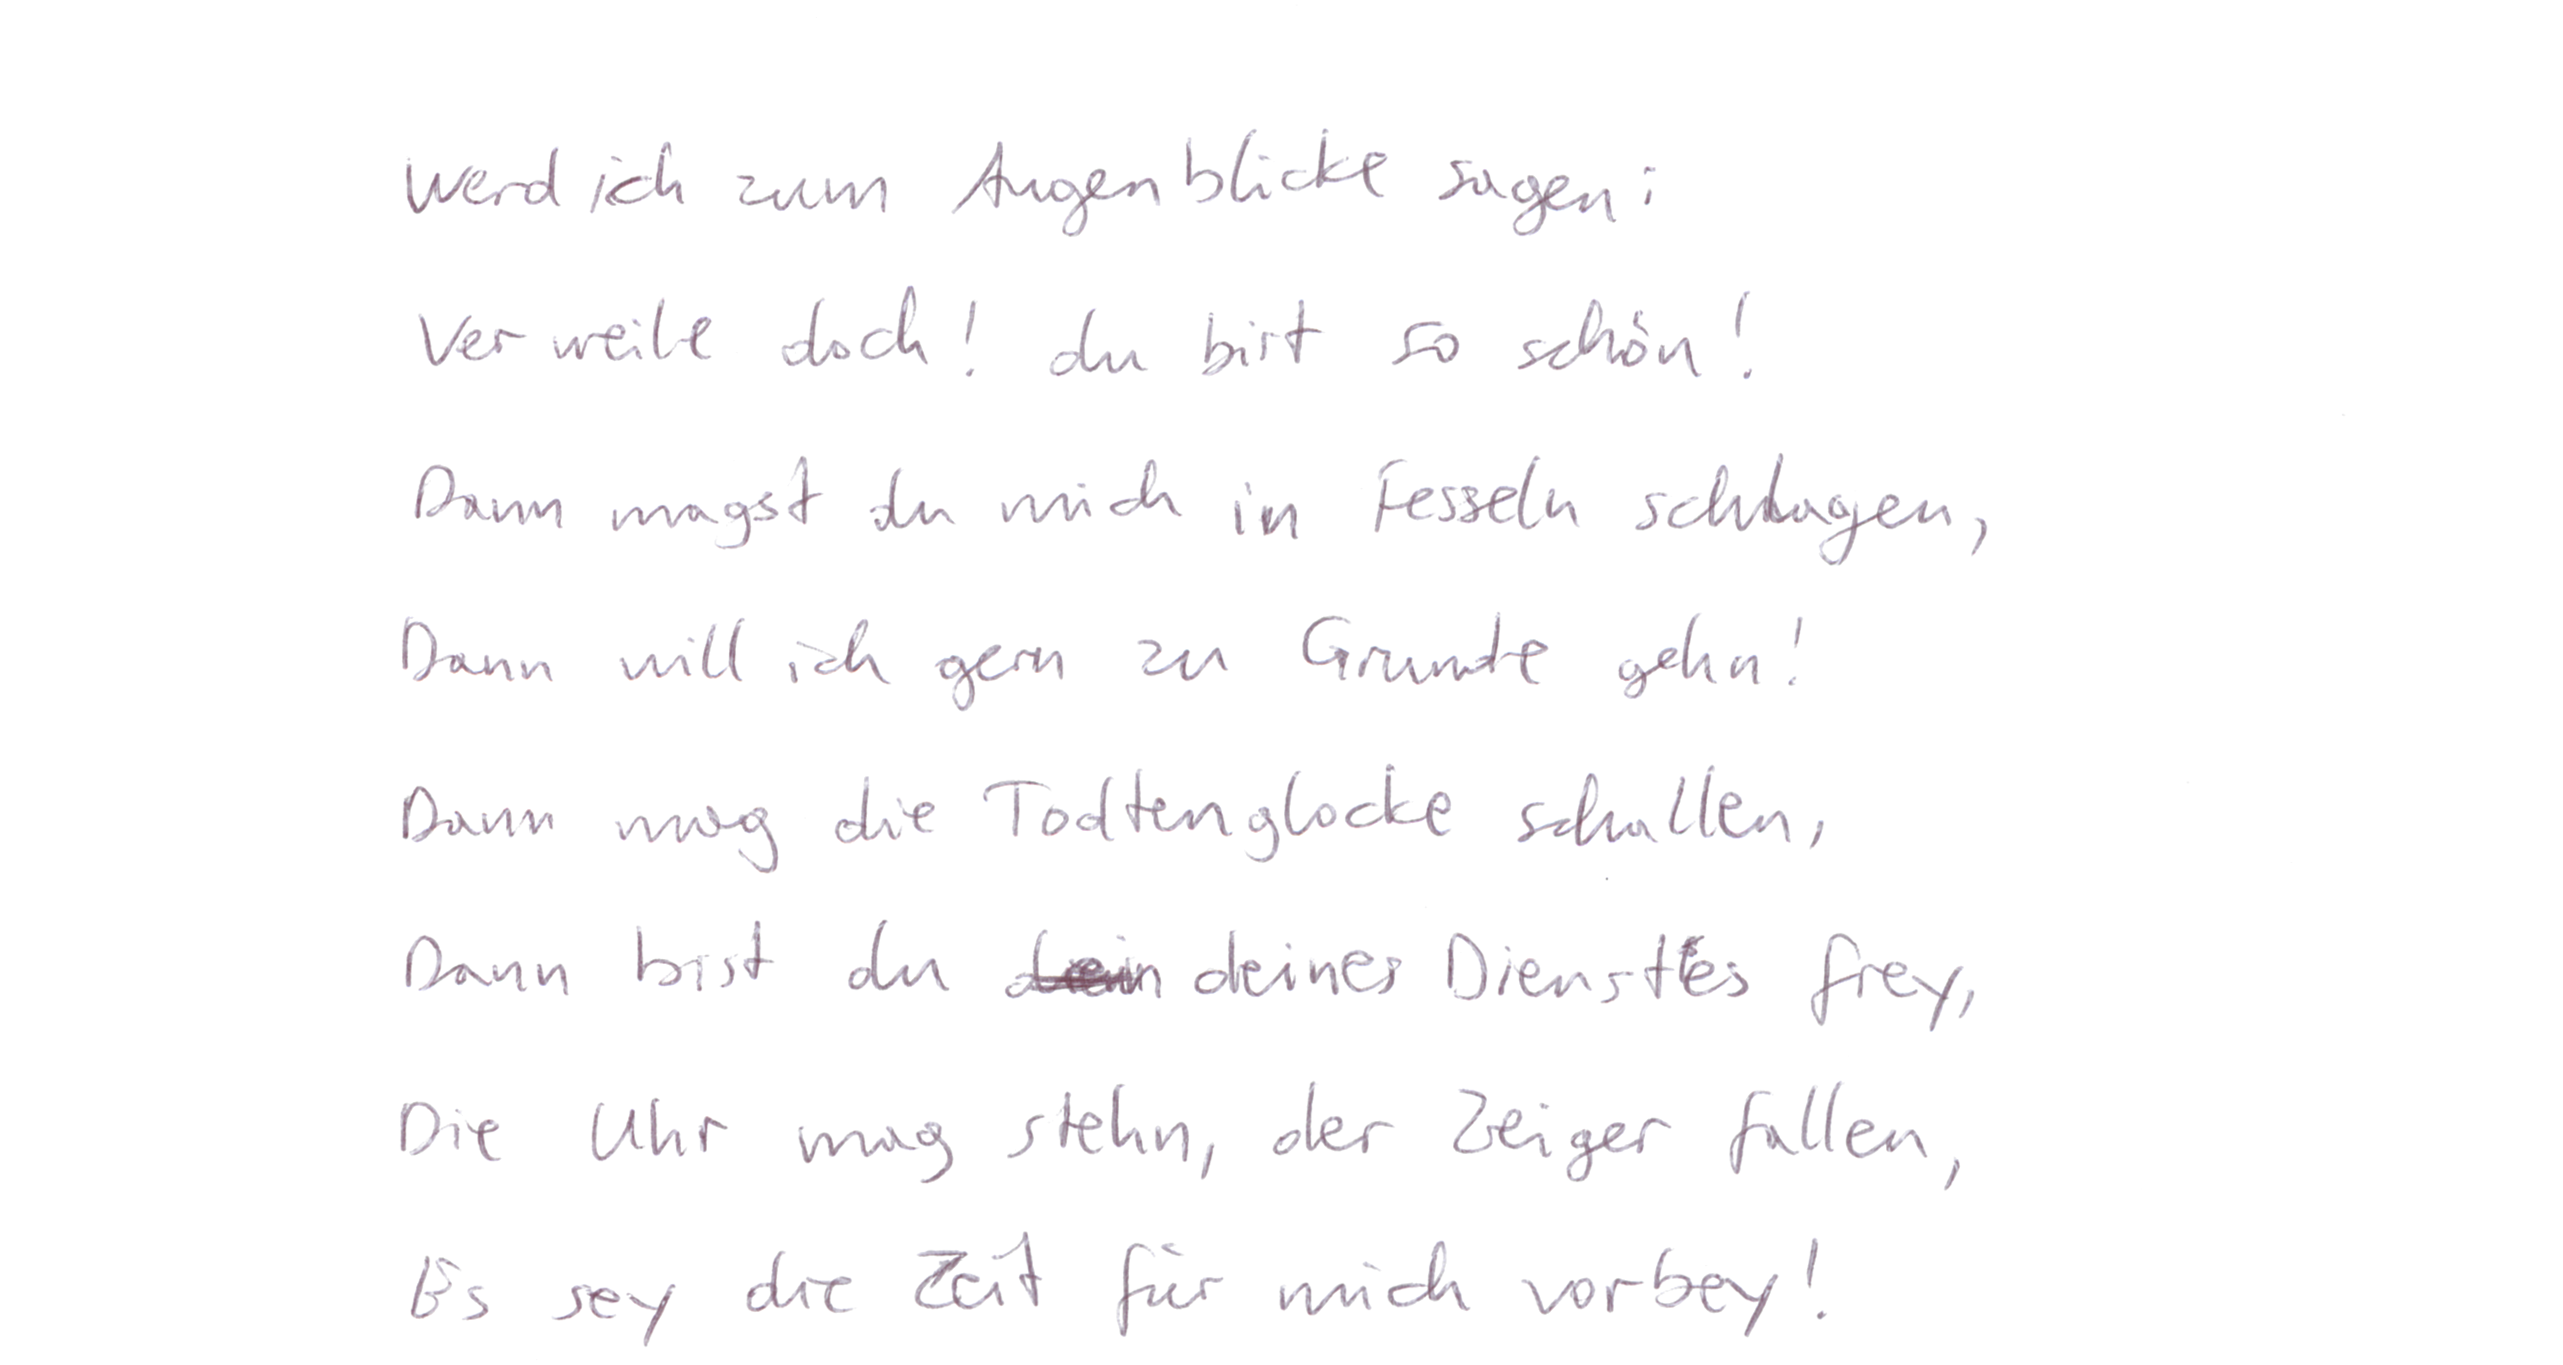 Werd ich zum Augenblicke sagen:
Verweile doch! du bist so schön!
Dann magst du mich in Fesseln schlagen,
Dann will ich gern zu Grunde gehn!
Dann mag die Todtenglocke schallen,
Dann bist du deines Dienstes frey,
Die Uhr mag stehn, der Zeiger fallen,
Es sey die Zeit für mich vorbey!